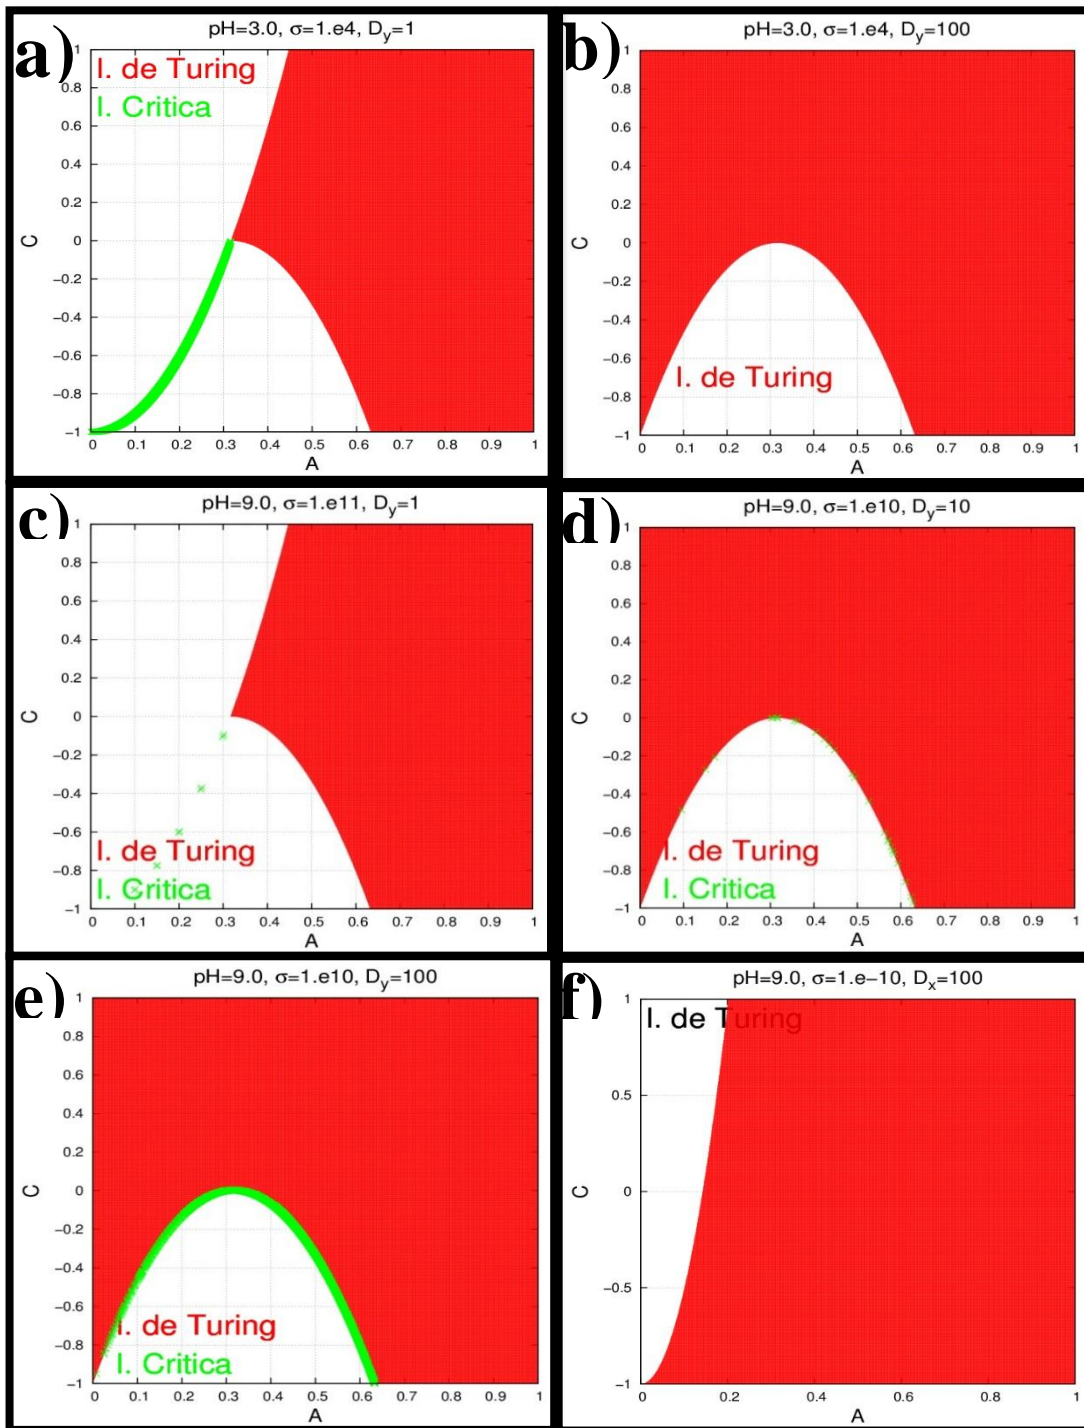 a)
pH=3.0, σ=1.e4, Dy=1
I. de Turing
I. Critica
1
0.8
0.6
0.4
0.2
0
−0.2
−0.4
−0.6
−0.8
−1
C
0 0.1 0.2 0.3 0.4 0.5 0.6 0.7 0.8 0.9 1
A
b)
pH=3.0, σ=1.e4, Dy=100
1
0.8
0.6
0.4
0.2
0
−0.2
−0.4
−0.6
−0.8
−1
C
I. de Turing
0 0.1 0.2 0.3 0.4 0.5 0.6 0.7 0.8 0.9 1
A
c)
pH=9.0, σ=1.e11, Dy=1
1
0.8
0.6
0.4
0.2
0
−0.2
−0.4
−0.6
−0.8
−1
C
I. de Turing
I. Critica
0 0.1 0.2 0.3 0.4 0.5 0.6 0.7 0.8 0.9 1
A
d)
pH=9.0, σ=1.e10, Dy=10
1
0.8
0.6
0.4
0.2
0
−0.2
−0.4
−0.6
−0.8
−1
C
I. de Turing
I. Critica
0 0.1 0.2 0.3 0.4 0.5 0.6 0.7 0.8 0.9 1
A
e)
pH=9.0, σ=1.e10, Dy=100
1
0.8
0.6
0.4
0.2
0
−0.2
−0.4
−0.6
−0.8
−1
C
I. de Turing
I. Critica
0 0.1 0.2 0.3 0.4 0.5 0.6 0.7 0.8 0.9 1
A
f)
pH=9.0, σ=1.e−10, Dx=100
I. de Turing
1
0.5
0
−0.5
−1
C
0 0.2 0.4 0.6 0.8 1
A